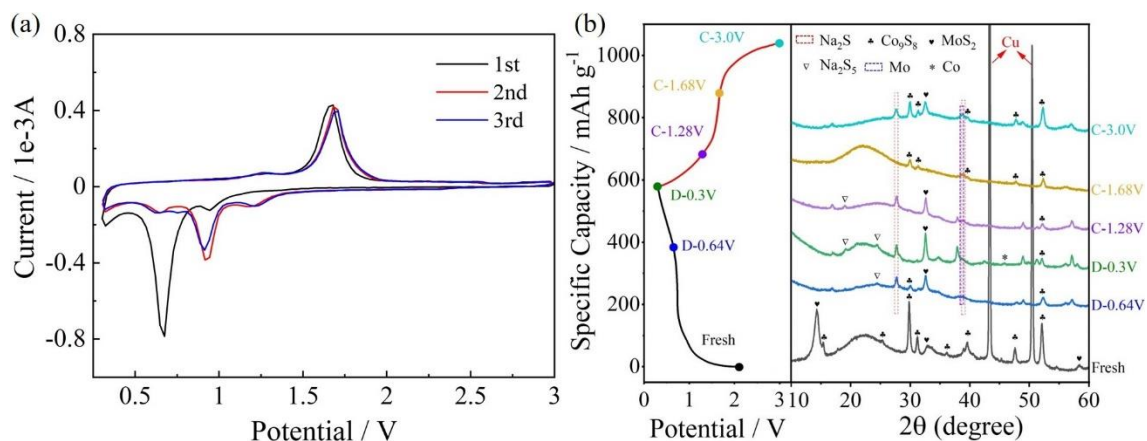 (a)
0.8
0.4
0.0
-0.4
-0.8
Current / 1e-3A
1st
2nd
3rd
0.5
1
1.5
2
2.5
3
Potential / V
(b)
Specific Capacity / mAh g⁻¹
1000
800
600
400
200
0
C-3.0V
C-1.68V
C-1.28V
D-0.3V
D-0.64V
Fresh
0
1
2
3
Potential / V
Na₂S ♣ Co₉S₈ ♥ MoS₂
▽ Na₂S₅ Mo * Co
Cu
C-3.0V
C-1.68V
C-1.28V
D-0.3V
D-0.64V
Fresh
10
20
30
40
50
60
2θ (degree)